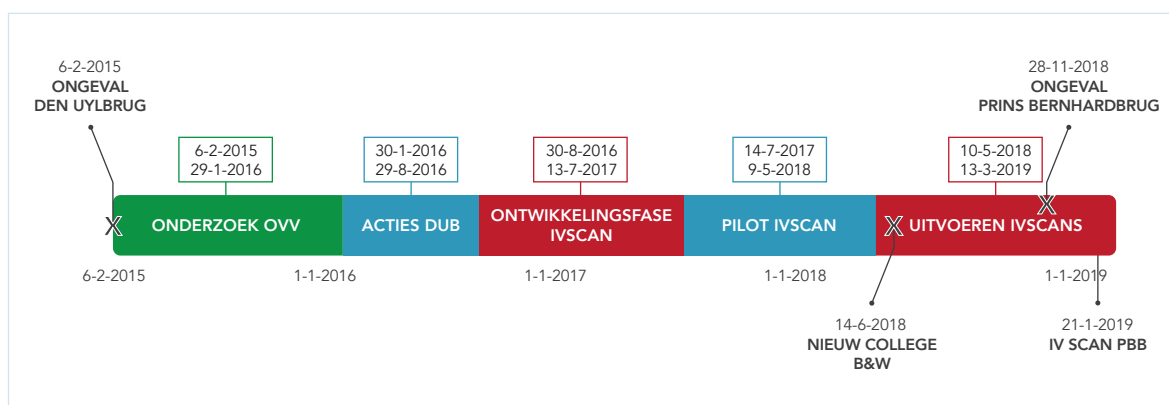 6-2-2015
ONGEVAL
DEN UYLBRUG
28-11-2018
ONGEVAL
PRINS BERNHARDBRUG
6-2-2015
29-1-2016
30-1-2016
29-8-2016
30-8-2016
13-7-2017
14-7-2017
9-5-2018
10-5-2018
13-3-2019
X
ONDERZOEK OVV
ACTIES DUB
ONTWIKKELINGSFASE
IVSCAN
PILOT IVSCAN
X
UITVOEREN IVSCANS
X
6-2-2015
1-1-2016
1-1-2017
1-1-2018
1-1-2019
14-6-2018
NIEUW COLLEGE
B&W
21-1-2019
IV SCAN PBB